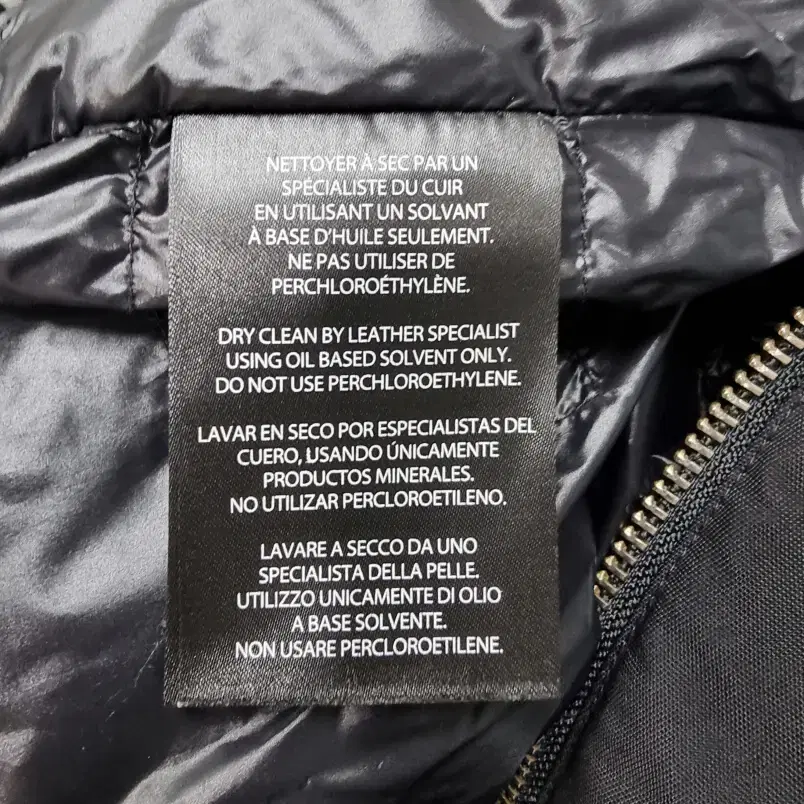 NETTOYER À SEC PAR UN
SPÉCIALISTE DU CUIR
EN UTILISANT UN SOLVANT
À BASE D'HUILE SEULEMENT.
NE PAS UTILISER DE
PERCHLOROÉTHYLÈNE.
DRY CLEAN BY LEATHER SPECIALIST
USING OIL BASED SOLVENT ONLY.
DO NOT USE PERCHLOROETHYLENE.
LAVAR EN SECO POR ESPECIALISTAS DEL
CUERO, USANDO ÚNICAMENTE
PRODUCTOS MINERALES.
NO UTILIZAR PERCLOROETILENO.
LAVARE A SECCO DA UNO
SPECIALISTA DELLA PELLE.
UTILIZZO UNICAMENTE DI OLIO
A BASE SOLVENTE.
NON USARE PERCLOROETILENE.